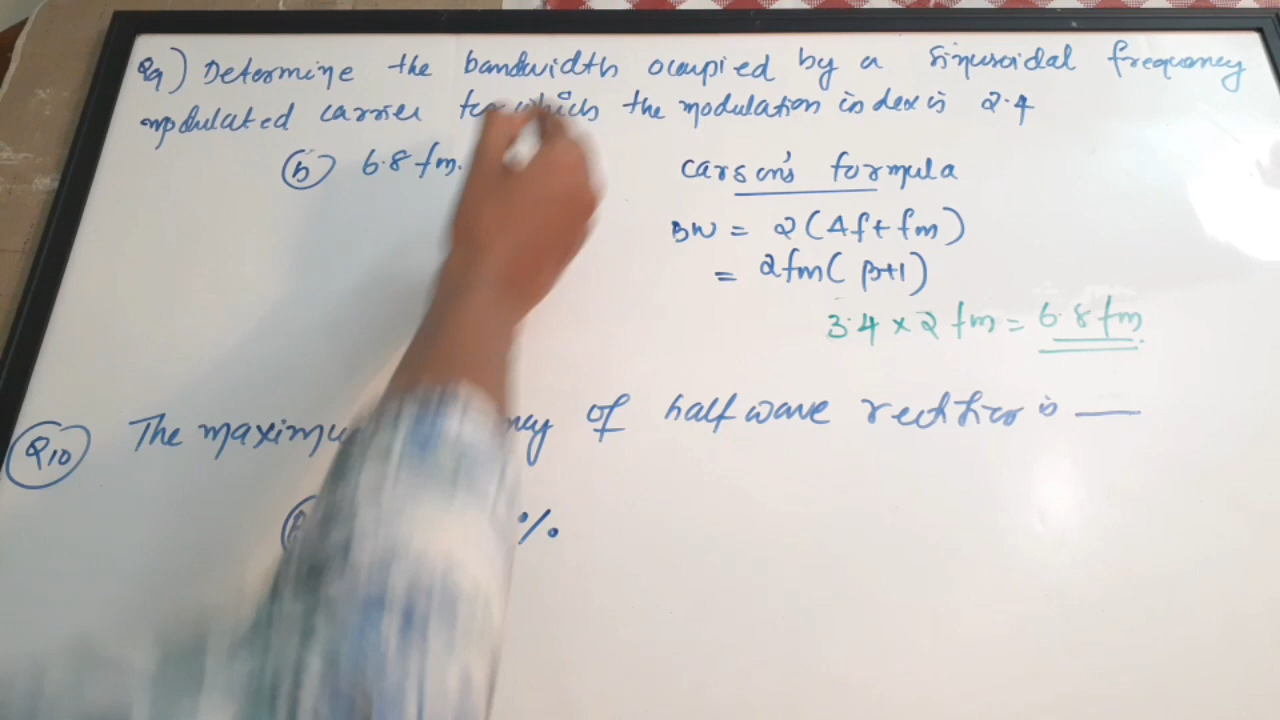 Q9) Determine the bandwidth occupied by a sinusoidal frequency
modulated carrier for which the modulation index is 2.4
(b) 6.8 fm.
Carson's formula
BW = 2(Δf + fm)
= 2fm(β+1)
3.4 × 2 fm = 6.8 fm.
Q10 The of half wave rectifier is —
%